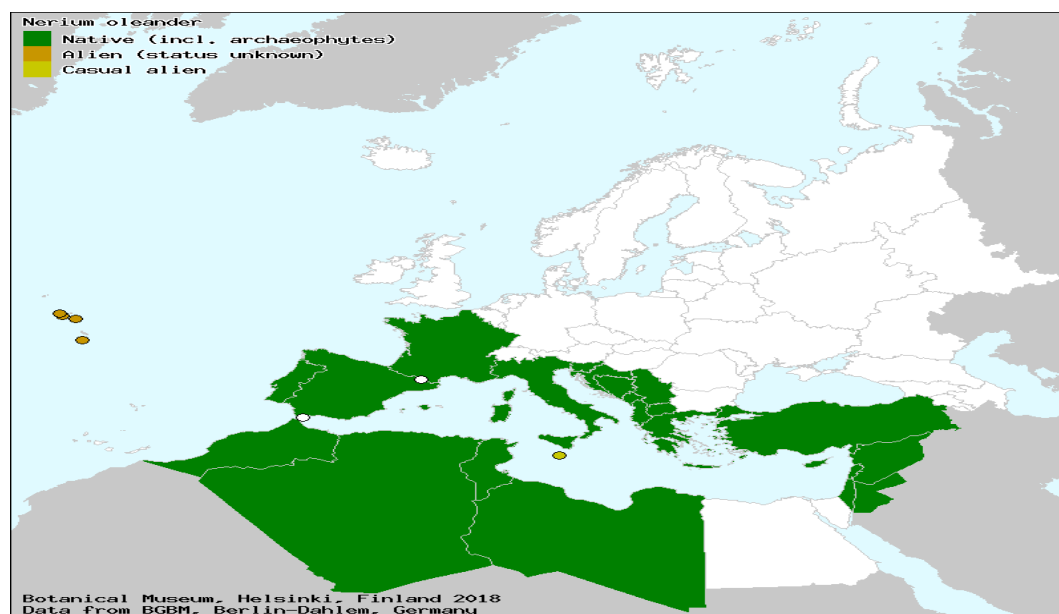 Nerium oleander
Native (incl. archaeophytes)
Alien (status unknown)
Casual alien
Botanical Museum, Helsinki, Finland 2018
Data from BGBM, Berlin-Dahlem, Germany